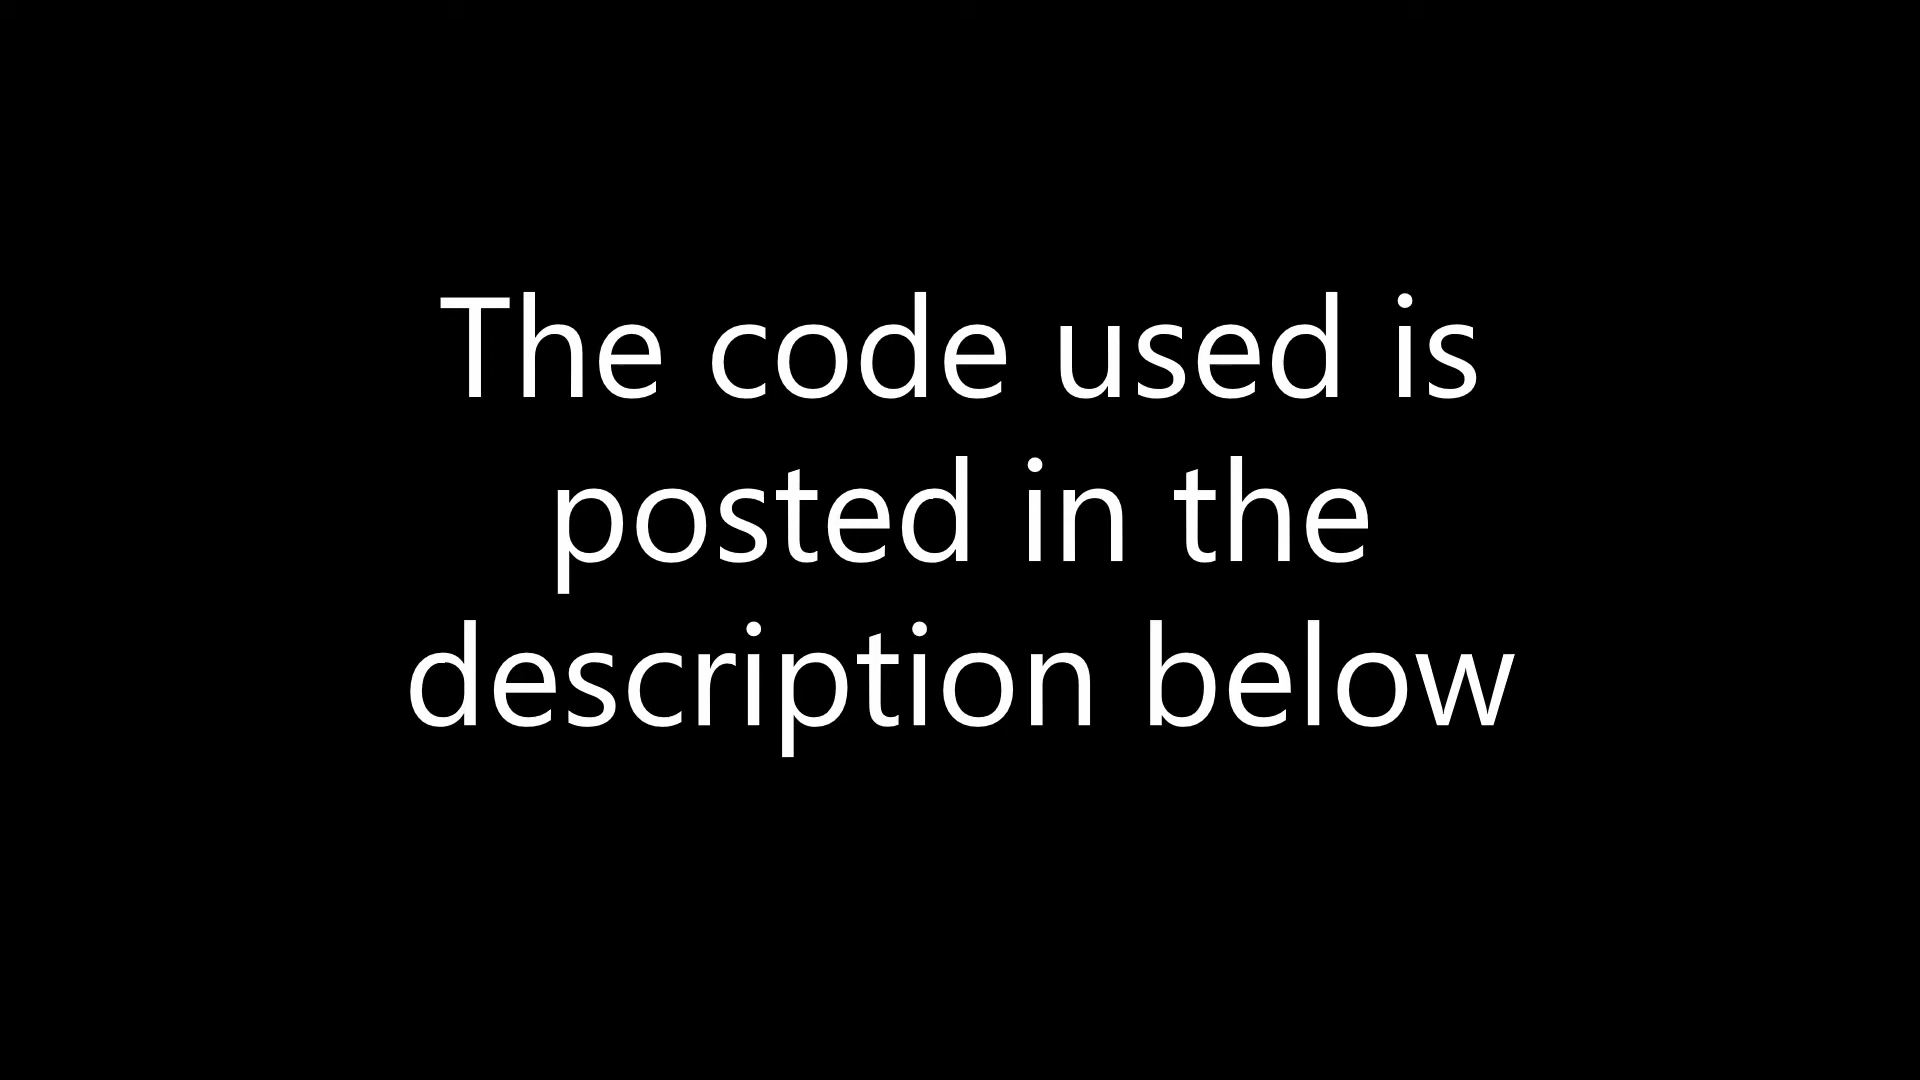 The code used is
posted in the
description below